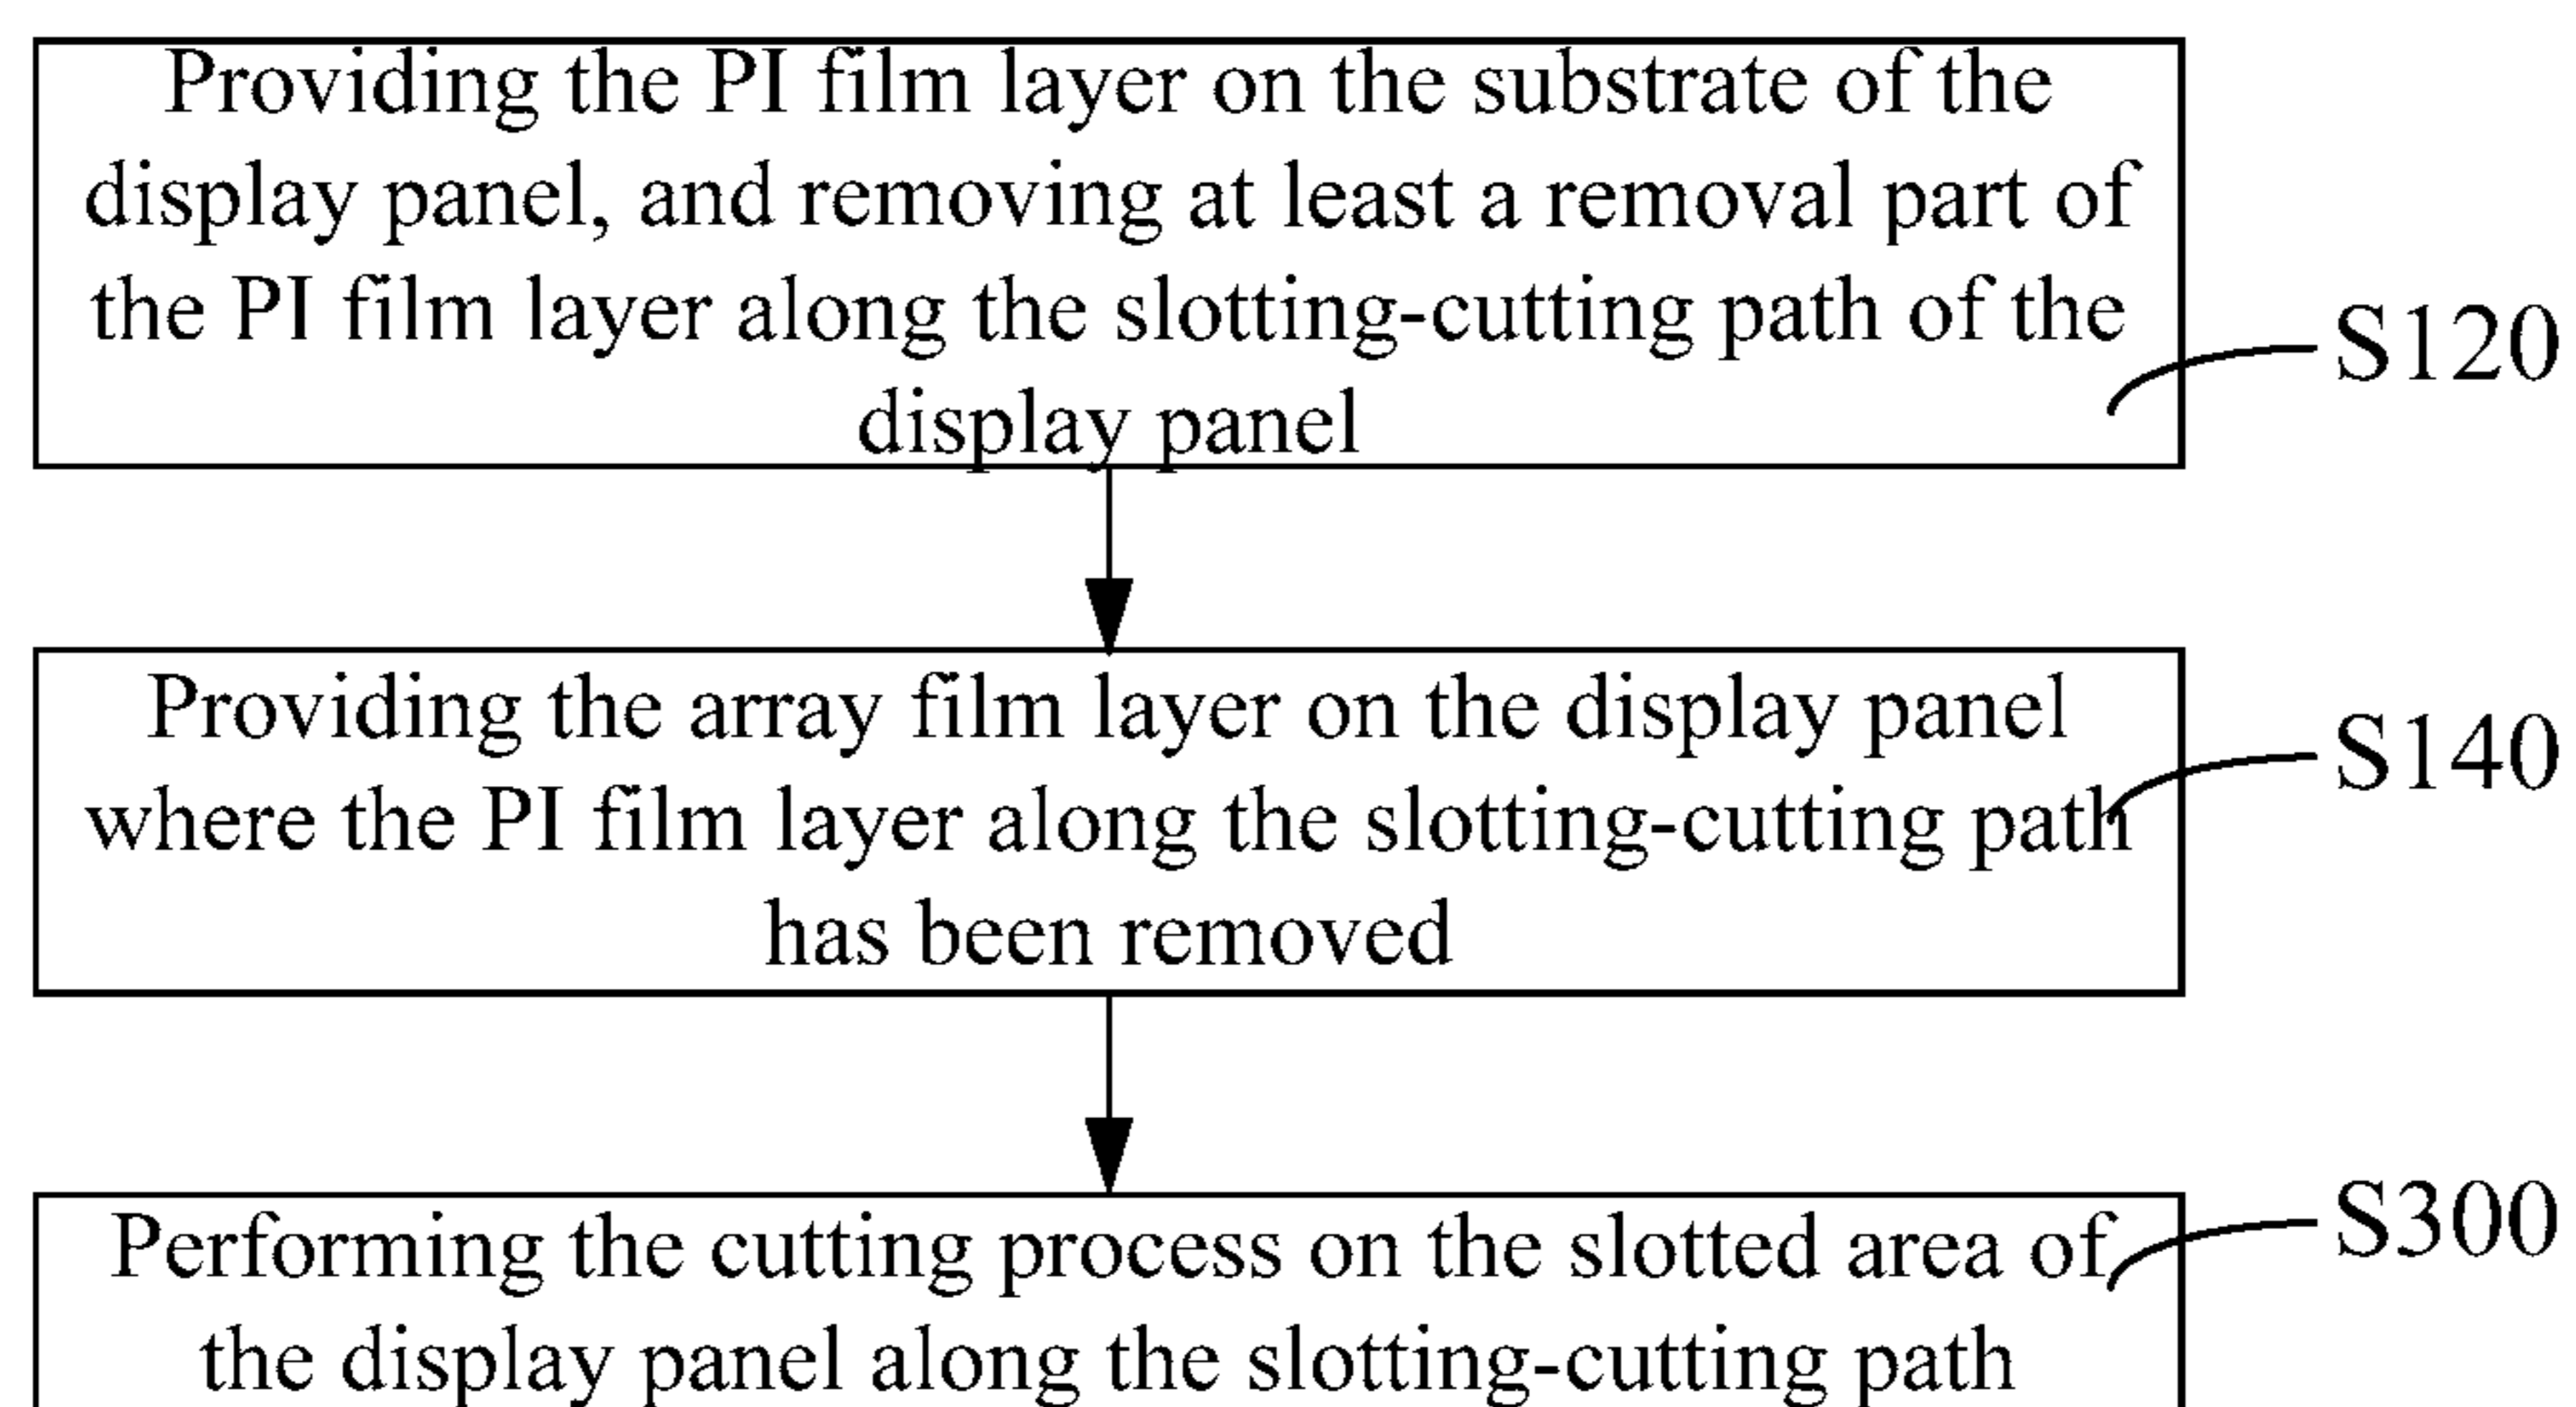 Providing the PI film layer on the substrate of the
display panel, and removing at least a removal part of
the PI film layer along the slotting-cutting path of the
display panel
S120
Providing the array film layer on the display panel
where the PI film layer along the slotting-cutting path
has been removed
S140
Performing the cutting process on the slotted area of
the display panel along the slotting-cutting path
S300